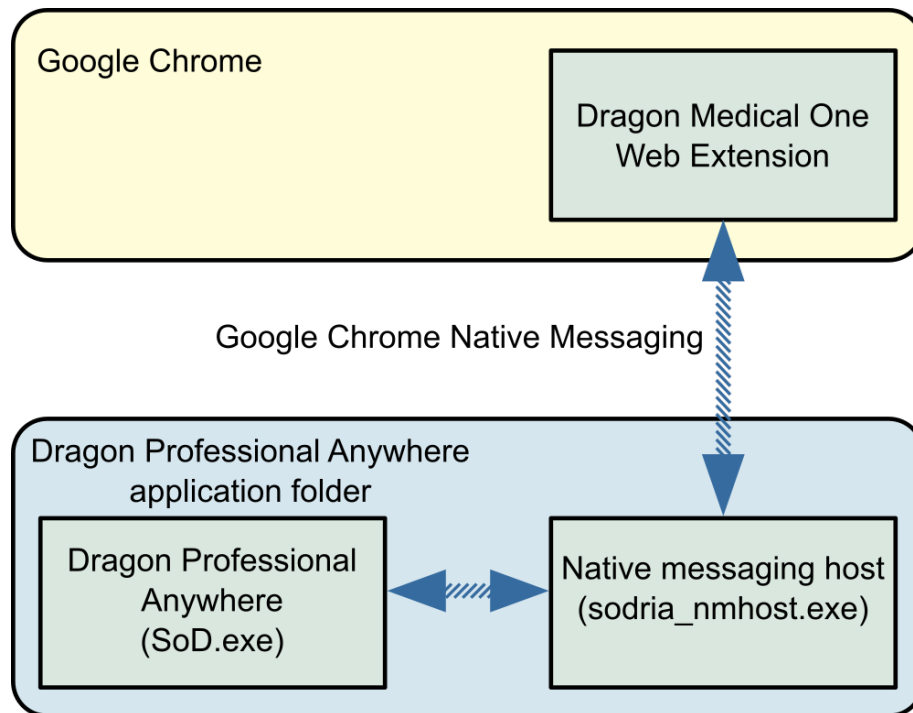 Google Chrome
Dragon Medical One
Web Extension
Google Chrome Native Messaging
Dragon Professional Anywhere
application folder
Dragon Professional
Anywhere
(SoD.exe)
Native messaging host
(sodria_nmhost.exe)